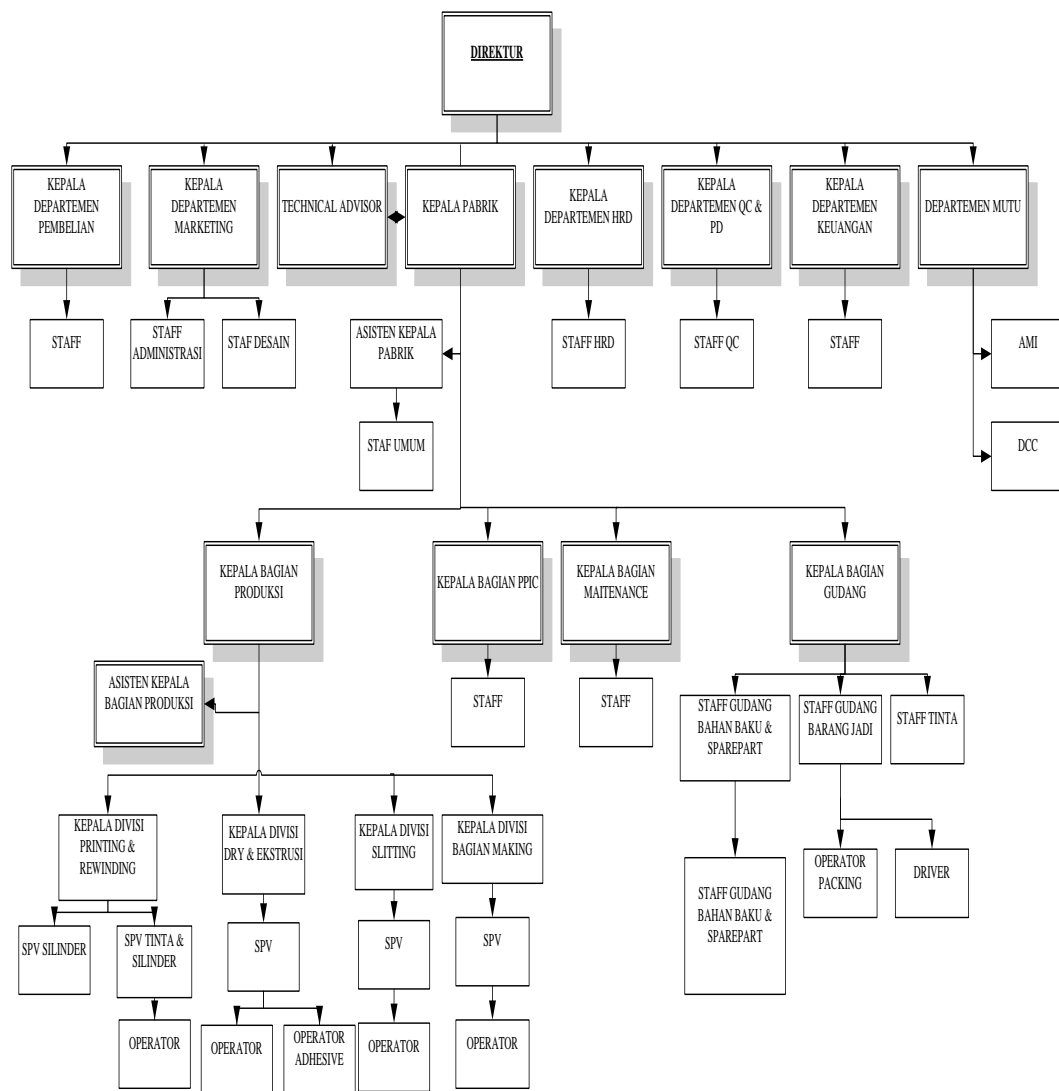 DIREKTUR
KEPALA
DEPARTEMEN
PEMBELIAN
KEPALA
DEPARTEMEN
MARKETING
TECHNICAL ADVISOR
KEPALA PABRIK
KEPALA
DEPARTEMEN HRD
KEPALA
DEPARTEMEN QC &
PD
KEPALA
DEPARTEMEN
KEUANGAN
DEPARTEMEN MUTU
STAFF
STAFF
ADMINISTRASI
STAF DESAIN
ASISTEN KEPALA
PABRIK
STAFF HRD
STAFF QC
STAFF
AMI
STAF UMUM
DCC
KEPALA BAGIAN
PRODUKSI
KEPALA BAGIAN PPIC
KEPALA BAGIAN
MAITENANCE
KEPALA BAGIAN
GUDANG
ASISTEN KEPALA
BAGIAN PRODUKSI
STAFF
STAFF
STAFF GUDANG
BAHAN BAKU &
SPAREPART
STAFF GUDANG
BARANG JADI
STAFF TINTA
KEPALA DIVISI
PRINTING &
REWINDING
KEPALA DIVISI
DRY & EKSTRUSI
KEPALA DIVISI
SLITTING
KEPALA DIVISI
BAGIAN MAKING
STAFF GUDANG
BAHAN BAKU &
SPAREPART
OPERATOR
PACKING
DRIVER
SPV SILINDER
SPV TINTA &
SILINDER
SPV
SPV
SPV
OPERATOR
OPERATOR
OPERATOR
ADHESIVE
OPERATOR
OPERATOR